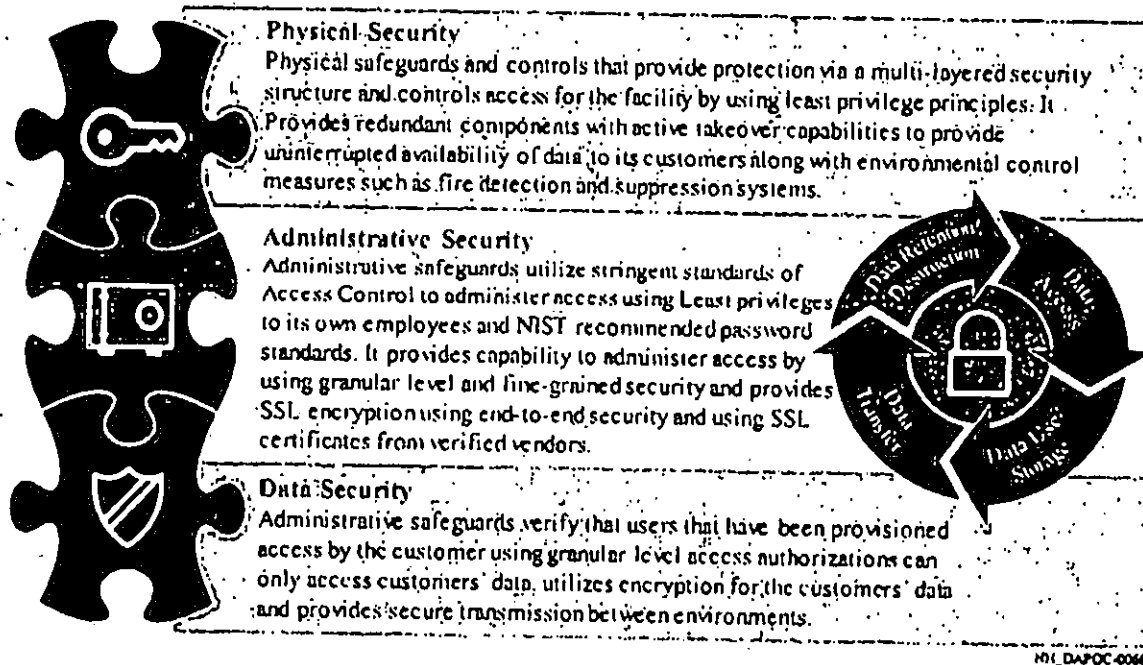 Physical Security
Physical safeguards and controls that provide protection via a multi-layered security
structure and controls access for the facility by using least privilege principles. It
Provides redundant components with active takeover capabilities to provide
uninterrupted availability of data to its customers along with environmental control
measures such as fire detection and suppression systems.
Administrative Security
Administrative safeguards utilize stringent standards of
Access Control to administer access using Least privileges
to its own employees and NIST recommended password
standards. It provides capability to administer access by
using granular level and fine-grained security and provides
SSL encryption using end-to-end security and using SSL
certificates from verified vendors.
Data Retention/
Destruction
Data
Access
Data Use/
Storage
Data
Data Security
Administrative safeguards verify that users that have been provisioned
access by the customer using granular level access authorizations can
only access customers' data, utilizes encryption for the customers' data
and provides secure transmission between environments.